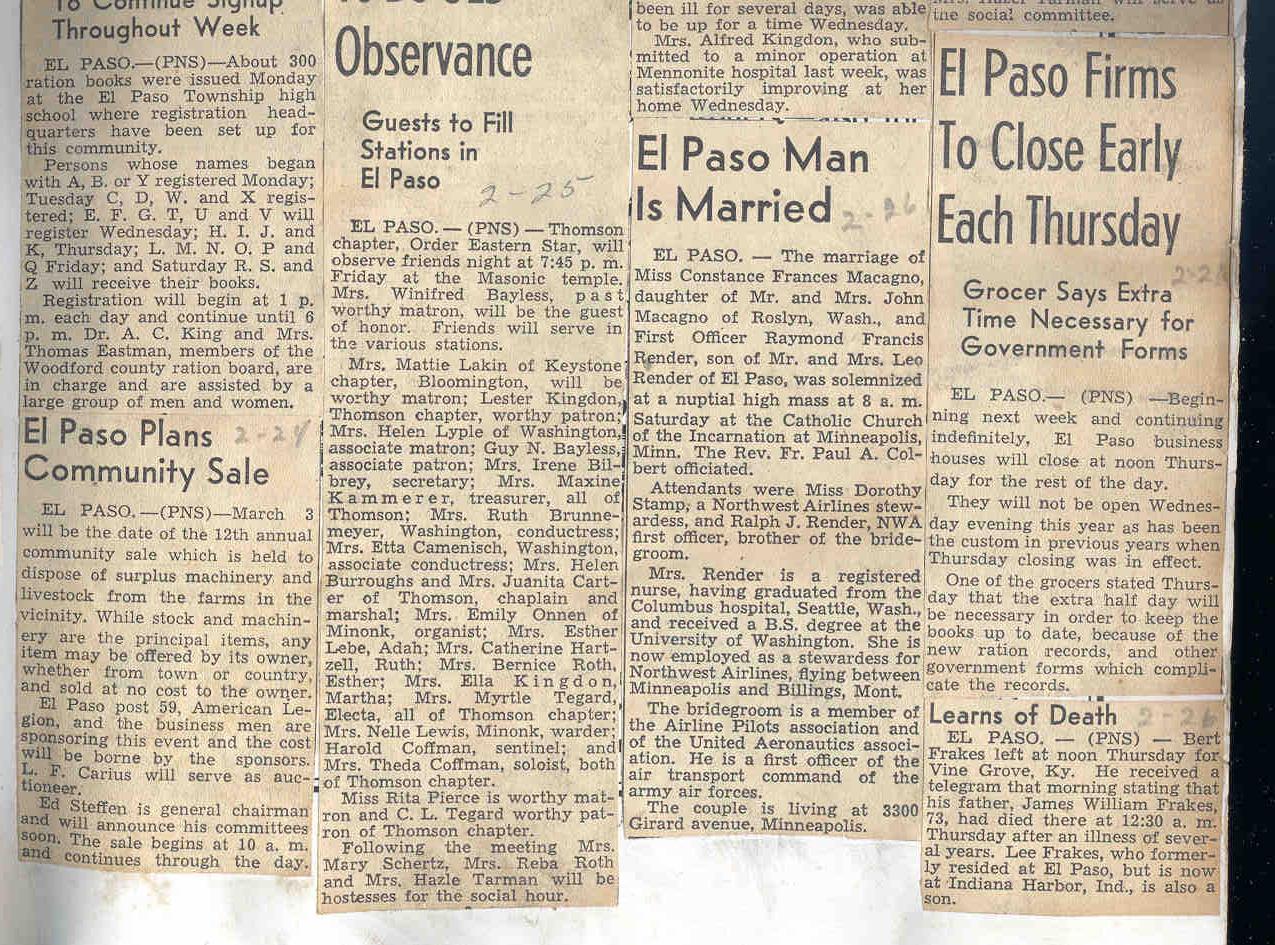 To Continue Signup
Throughout Week
EL PASO.—(PNS)—About 300
ration books were issued Monday
at the El Paso Township high
school where registration head-
quarters have been set up for
this community.
Persons whose names began
with A, B. or Y registered Monday;
Tuesday C, D, W. and X regis-
tered; E. F. G. T, U and V will
register Wednesday; H. I. J. and
K, Thursday; L. M. N. O. P and
Q Friday; and Saturday R. S. and
Z will receive their books.
Registration will begin at 1 p.
m. each day and continue until 6
p. m. Dr. A. C. King and Mrs.
Thomas Eastman, members of the
Woodford county ration board, are
in charge and are assisted by a
large group of men and women.
El Paso Plans 2-24
Community Sale
EL PASO.—(PNS)—March 3
will be the date of the 12th annual
community sale which is held to
dispose of surplus machinery and
livestock from the farms in the
vicinity. While stock and machin-
ery are the principal items, any
item may be offered by its owner,
whether from town or country,
and sold at no cost to the owner.
El Paso post 59, American Le-
gion, and the business men are
sponsoring this event and the cost
will be borne by the sponsors.
L. F. Carius will serve as auc-
tioneer.
Ed Steffen is general chairman
and will announce his committees
soon. The sale begins at 10 a. m.
and continues through the day.
Observance
Guests to Fill
Stations in
El Paso
2-25
EL PASO. — (PNS) — Thomson
chapter, Order Eastern Star, will
observe friends night at 7:45 p. m.
Friday at the Masonic temple.
Mrs. Winifred Bayless, past
worthy matron, will be the guest
of honor. Friends will serve in
the various stations.
Mrs. Mattie Lakin of Keystone
chapter, Bloomington, will be
worthy matron; Lester Kingdon,
Thomson chapter, worthy patron;
Mrs. Helen Lyple of Washington,
associate matron; Guy N. Bayless,
associate patron; Mrs. Irene Bil-
brey, secretary; Mrs. Maxine
Kammerer, treasurer, all of
Thomson; Mrs. Ruth Brunne-
meyer, Washington, conductress;
Mrs. Etta Camenisch, Washington,
associate conductress; Mrs. Helen
Burroughs and Mrs. Juanita Cart-
er of Thomson, chaplain and
marshal; Mrs. Emily Onnen of
Minonk, organist; Mrs. Esther
Lebe, Adah; Mrs. Catherine Hart-
zell, Ruth; Mrs. Bernice Roth,
Esther; Mrs. Ella Kingdon,
Martha; Mrs. Myrtle Tegard,
Electa, all of Thomson chapter;
Mrs. Nelle Lewis, Minonk, warder;
Harold Coffman, sentinel; and
Mrs. Theda Coffman, soloist, both
of Thomson chapter.
Miss Rita Pierce is worthy mat-
ron and C. L. Tegard worthy pat-
ron of Thomson chapter.
Following the meeting Mrs.
Mary Schertz, Mrs. Reba Roth
and Mrs. Hazle Tarman will be
hostesses for the social hour.
been ill for several days, was able
to be up for a time Wednesday.
Mrs. Alfred Kingdon, who sub-
mitted to a minor operation at
Mennonite hospital last week, was
satisfactorily improving at her
home Wednesday.
El Paso Man
Is Married 2-26
EL PASO. — The marriage of
Miss Constance Frances Macagno,
daughter of Mr. and Mrs. John
Macagno of Roslyn, Wash., and
First Officer Raymond Francis
Render, son of Mr. and Mrs. Leo
Render of El Paso, was solemnized
at a nuptial high mass at 8 a. m.
Saturday at the Catholic Church
of the Incarnation at Minneapolis,
Minn. The Rev. Fr. Paul A. Col-
bert officiated.
Attendants were Miss Dorothy
Stamp, a Northwest Airlines stew-
ardess, and Ralph J. Render, NWA
first officer, brother of the bride-
groom.
Mrs. Render is a registered
nurse, having graduated from the
Columbus hospital, Seattle, Wash.,
and received a B.S. degree at the
University of Washington. She is
now employed as a stewardess for
Northwest Airlines, flying between
Minneapolis and Billings, Mont.
The bridegroom is a member of
the Airline Pilots association and
of the United Aeronautics associ-
ation. He is a first officer of the
air transport command of the
army air forces.
The couple is living at 3300
Girard avenue, Minneapolis.
the social committee.
El Paso Firms
To Close Early
Each Thursday
Grocer Says Extra
Time Necessary for
Government Forms
EL PASO.— (PNS) —Begin-
ning next week and continuing
indefinitely, El Paso business
houses will close at noon Thurs-
day for the rest of the day.
They will not be open Wednes-
day evening this year as has been
the custom in previous years when
Thursday closing was in effect.
One of the grocers stated Thurs-
day that the extra half day will
be necessary in order to keep the
books up to date, because of the
new ration records, and other
government forms which compli-
cate the records.
Learns of Death 2-26
EL PASO. — (PNS) — Bert
Frakes left at noon Thursday for
Vine Grove, Ky. He received a
telegram that morning stating that
his father, James William Frakes,
73, had died there at 12:30 a. m.
Thursday after an illness of sever-
al years. Lee Frakes, who former-
ly resided at El Paso, but is now
at Indiana Harbor, Ind., is also a
son.